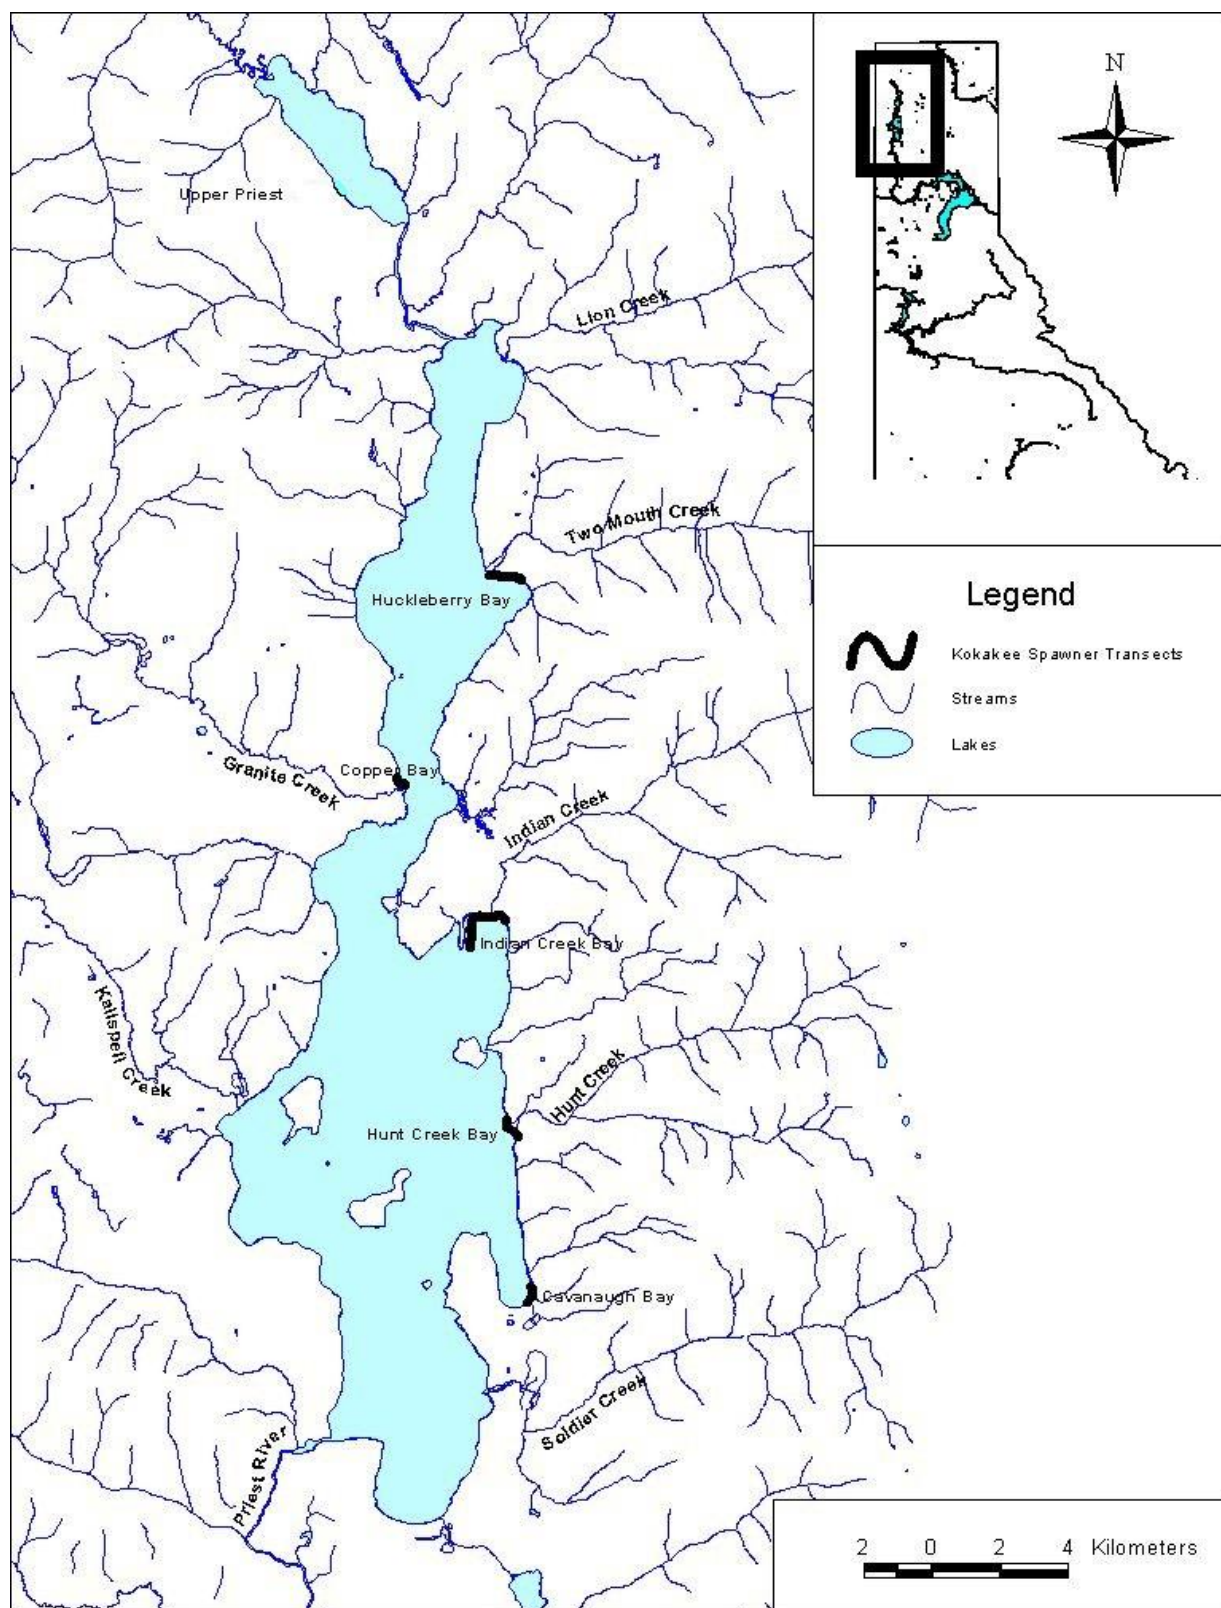 N
Upper Priest
Lion Creek
Two Mouth Creek
Huckleberry Bay
Legend
Kokakee Spawner Transects
Streams
Lakes
Copper Bay
Granite Creek
Indian Creek
Indian Creek Bay
Kalispell Creek
Hunt Creek
Hunt Creek Bay
Cavanaugh Bay
Soldier Creek
Priest River
2 0 2 4 Kilometers